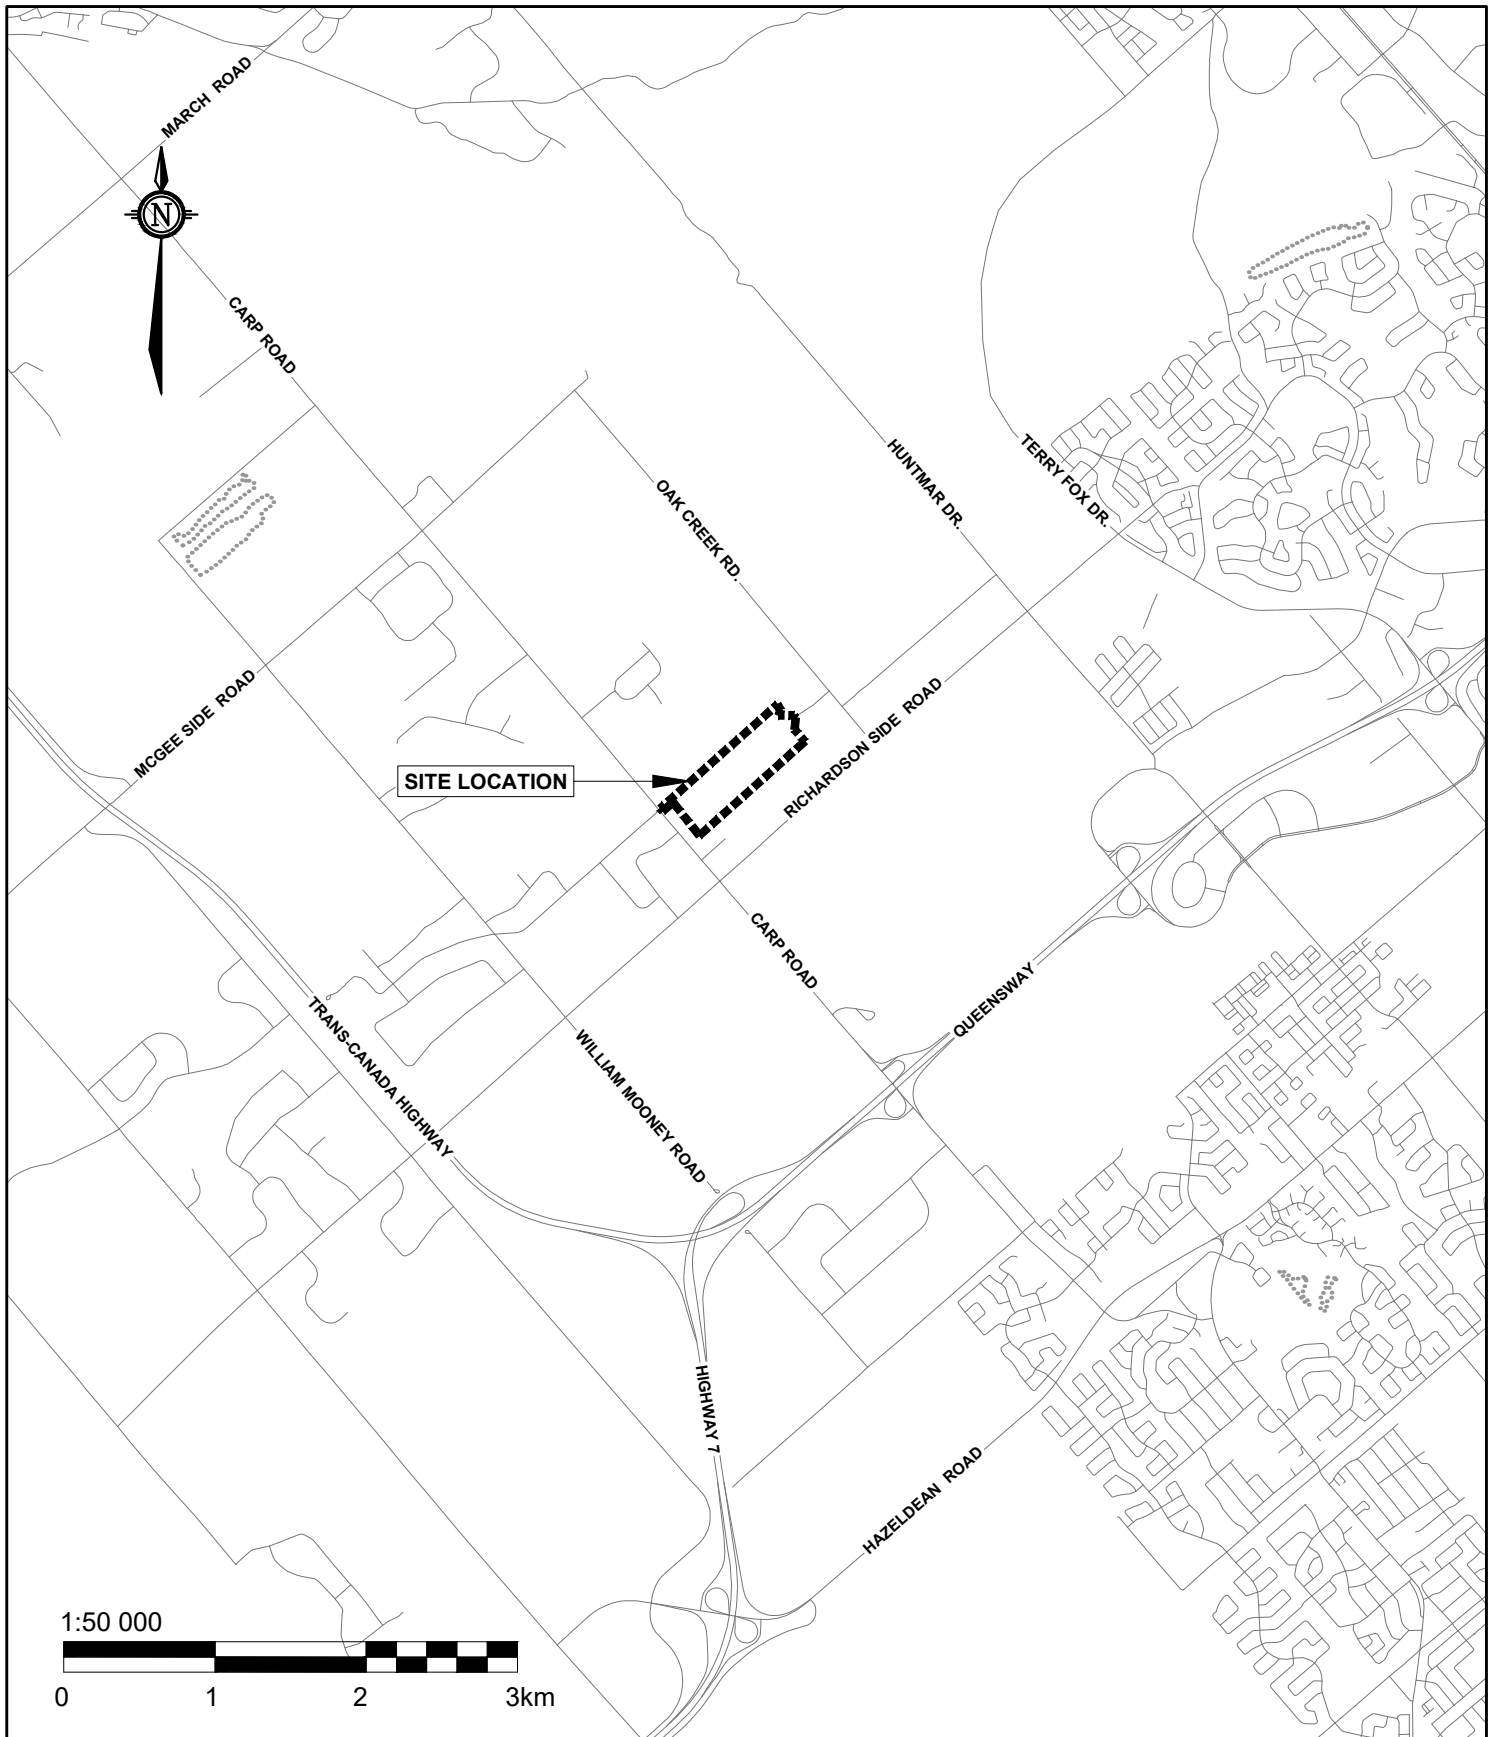 MARCH ROAD
N
CARP ROAD
HUNTMAR DR.
TERRY FOX DR.
OAK CREEK RD.
MCGEE SIDE ROAD
RICHARDSON SIDE ROAD
SITE LOCATION
CARP ROAD
QUEENSWAY
TRANS-CANADA HIGHWAY
WILLIAM MOONEY ROAD
HIGHWAY 7
HAZELDEAN ROAD
1:50 000
0 1 2 3km